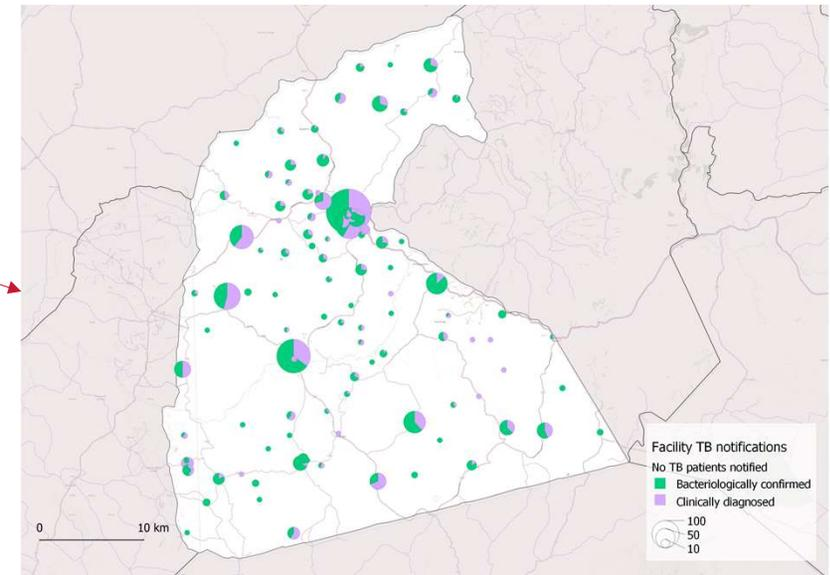 Facility TB notifications
No TB patients notified
Bacteriologically confirmed
Clinically diagnosed
100
50
10
0 10 km